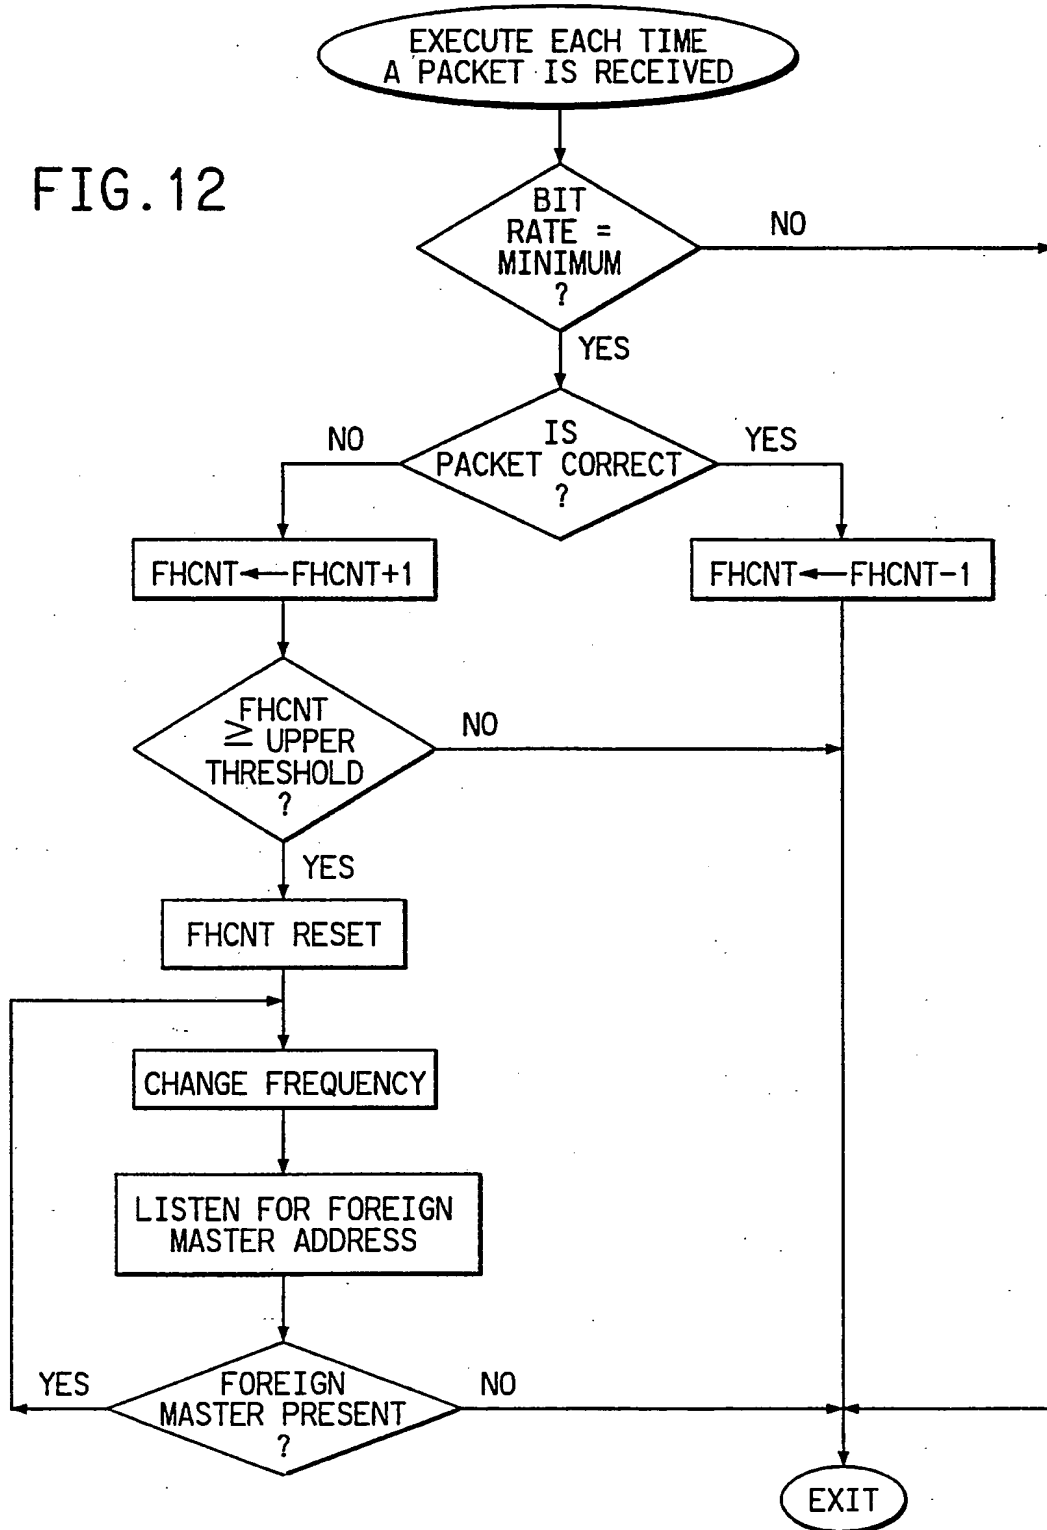 EXECUTE EACH TIME
A PACKET IS RECEIVED
FIG.12
BIT
RATE =
MINIMUM
?
NO
YES
IS
PACKET CORRECT
?
NO
YES
FHCNT←FHCNT+1
FHCNT←FHCNT-1
FHCNT
≥ UPPER
THRESHOLD
?
NO
YES
FHCNT RESET
CHANGE FREQUENCY
LISTEN FOR FOREIGN
MASTER ADDRESS
FOREIGN
MASTER PRESENT
?
YES
NO
EXIT